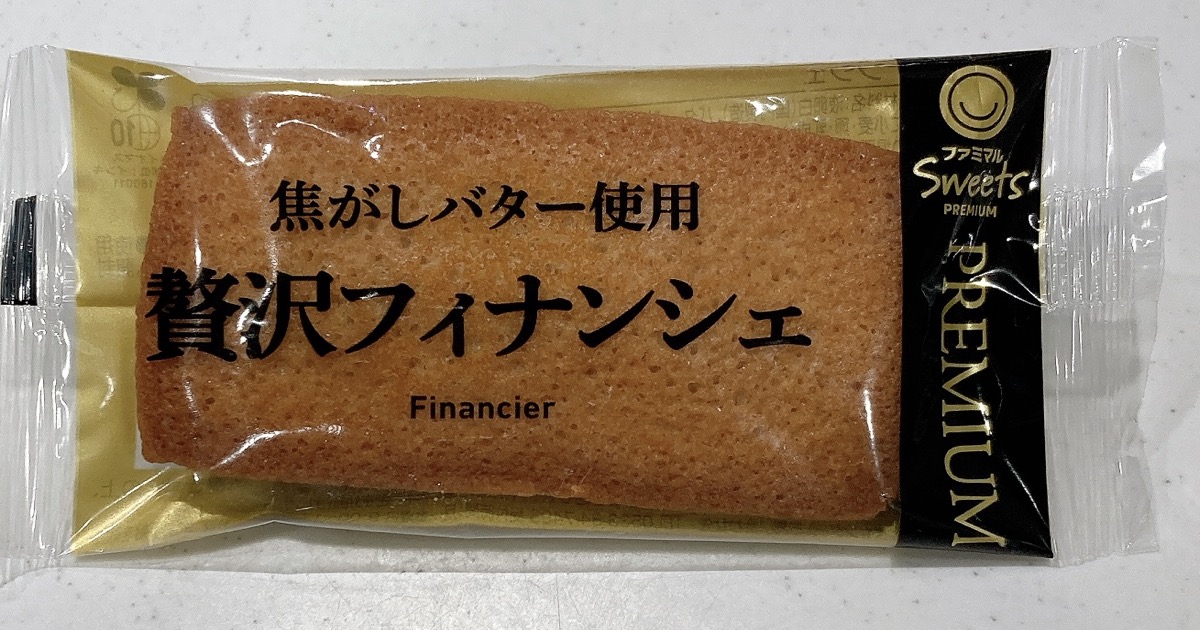 焦がしバター使用
贅沢フィナンシェ
Financier
ファミマル
Sweets
PREMIUM
PREMIUM